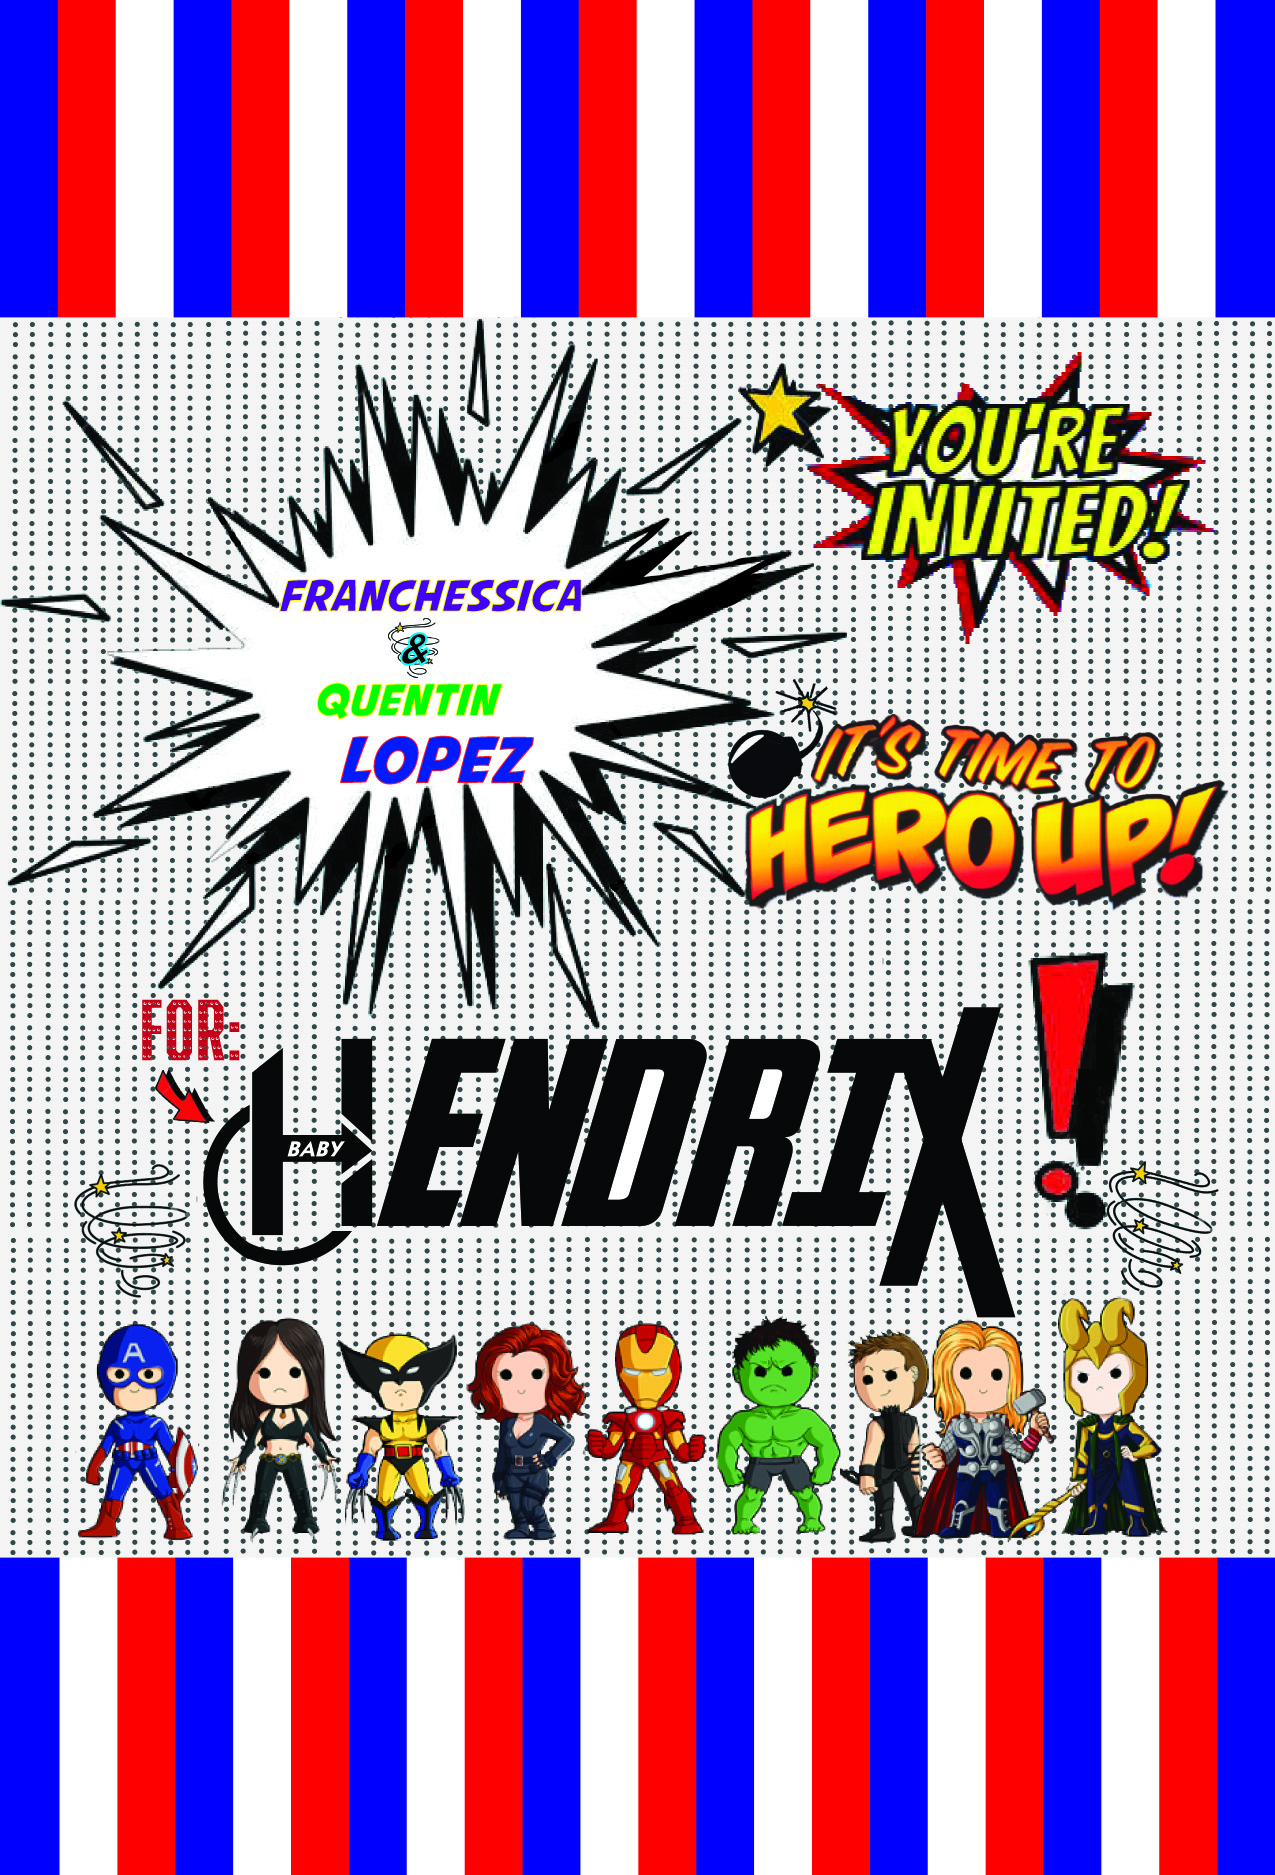 YOU'RE
INVITED!
FRANCHESSICA
&
QUENTIN
LOPEZ
IT'S TIME TO
HERO UP!
FOR:
BABY
HENDRIX
!
A